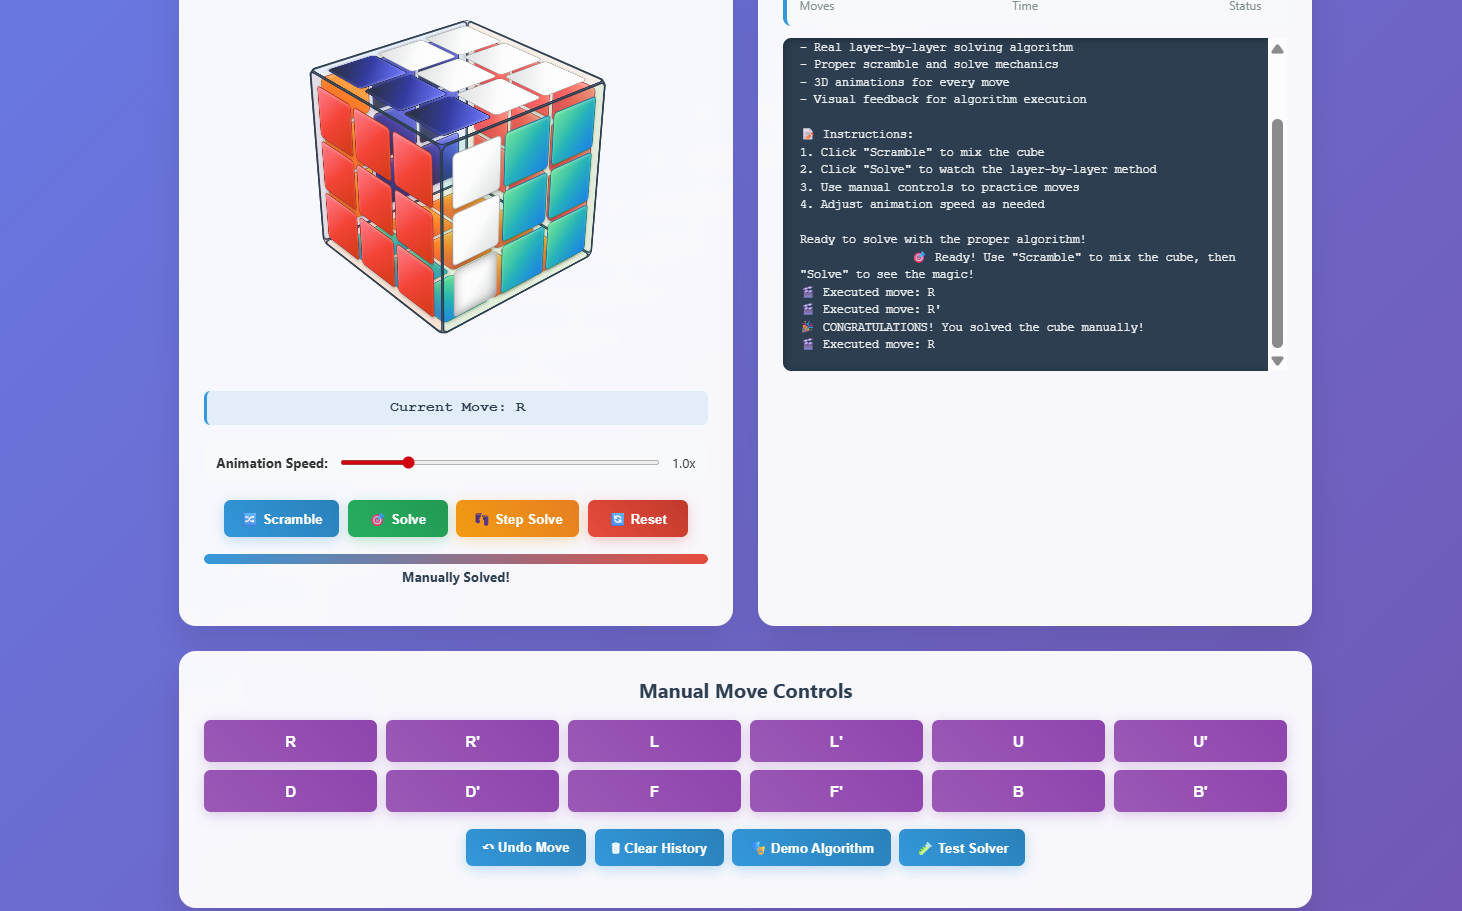 Moves
Time
Status
- Real layer-by-layer solving algorithm
- Proper scramble and solve mechanics
- 3D animations for every move
- Visual feedback for algorithm execution
Instructions:
1. Click "Scramble" to mix the cube
2. Click "Solve" to watch the layer-by-layer method
3. Use manual controls to practice moves
4. Adjust animation speed as needed
Ready to solve with the proper algorithm!
Ready! Use "Scramble" to mix the cube, then
"Solve" to see the magic!
Executed move: R
Executed move: R'
CONGRATULATIONS! You solved the cube manually!
Executed move: R
Current Move: R
Animation Speed: 1.0x
Scramble
Solve
Step Solve
Reset
Manually Solved!
Manual Move Controls
R
R'
L
L'
U
U'
D
D'
F
F'
B
B'
Undo Move
Clear History
Demo Algorithm
Test Solver